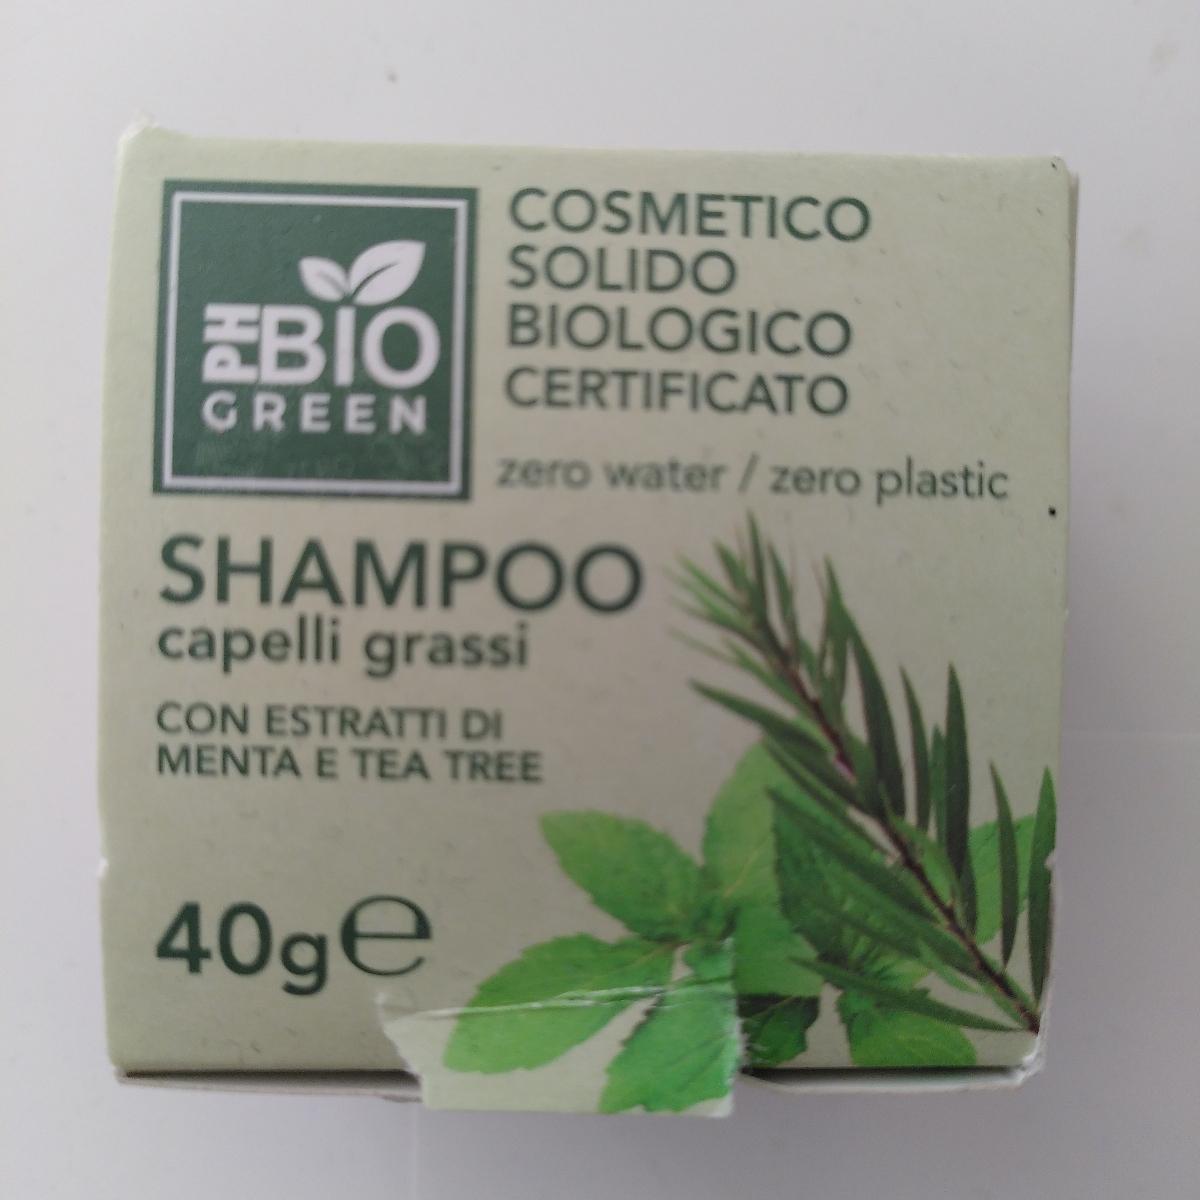 PH BIO
GREEN
COSMETICO
SOLIDO
BIOLOGICO
CERTIFICATO
zero water / zero plastic
SHAMPOO
capelli grassi
CON ESTRATTI DI
MENTA E TEA TREE
40g ℮